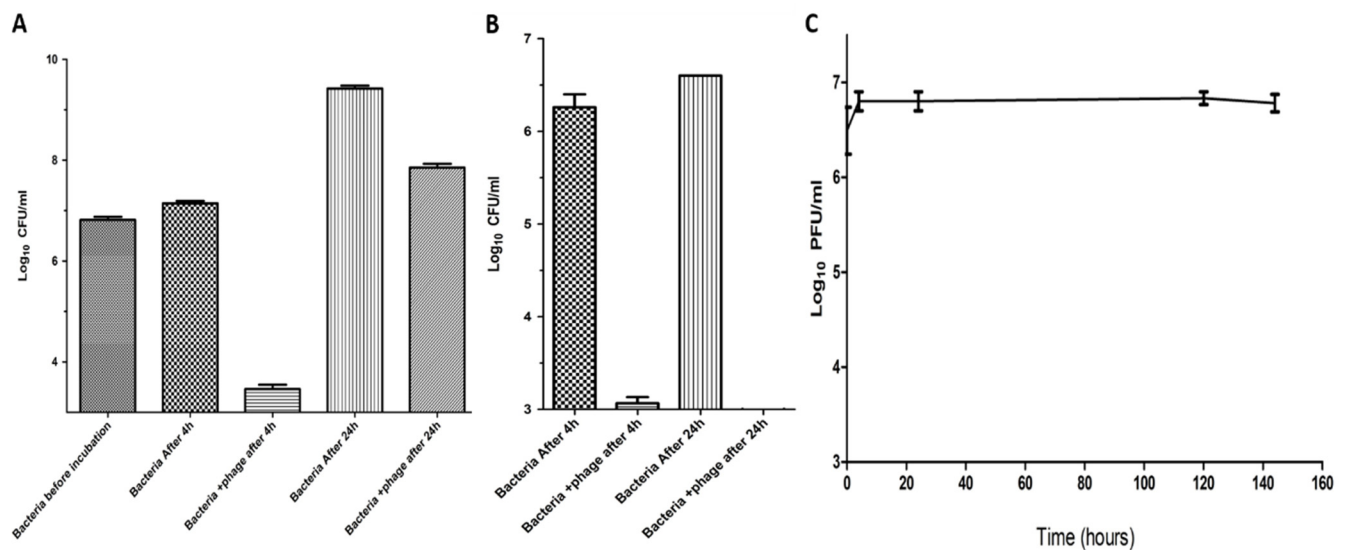 A
Log10 CFU/ml
10
8
6
4
Bacteria before incubation
Bacteria After 4h
Bacteria +phage after 4h
Bacteria After 24h
Bacteria +phage after 24h
B
Log10 CFU/ml
7
6
5
4
3
Bacteria After 4h
Bacteria +phage after 4h
Bacteria After 24h
Bacteria +phage after 24h
C
Log10 PFU/ml
7
6
5
4
3
0 20 40 60 80 100 120 140 160
Time (hours)